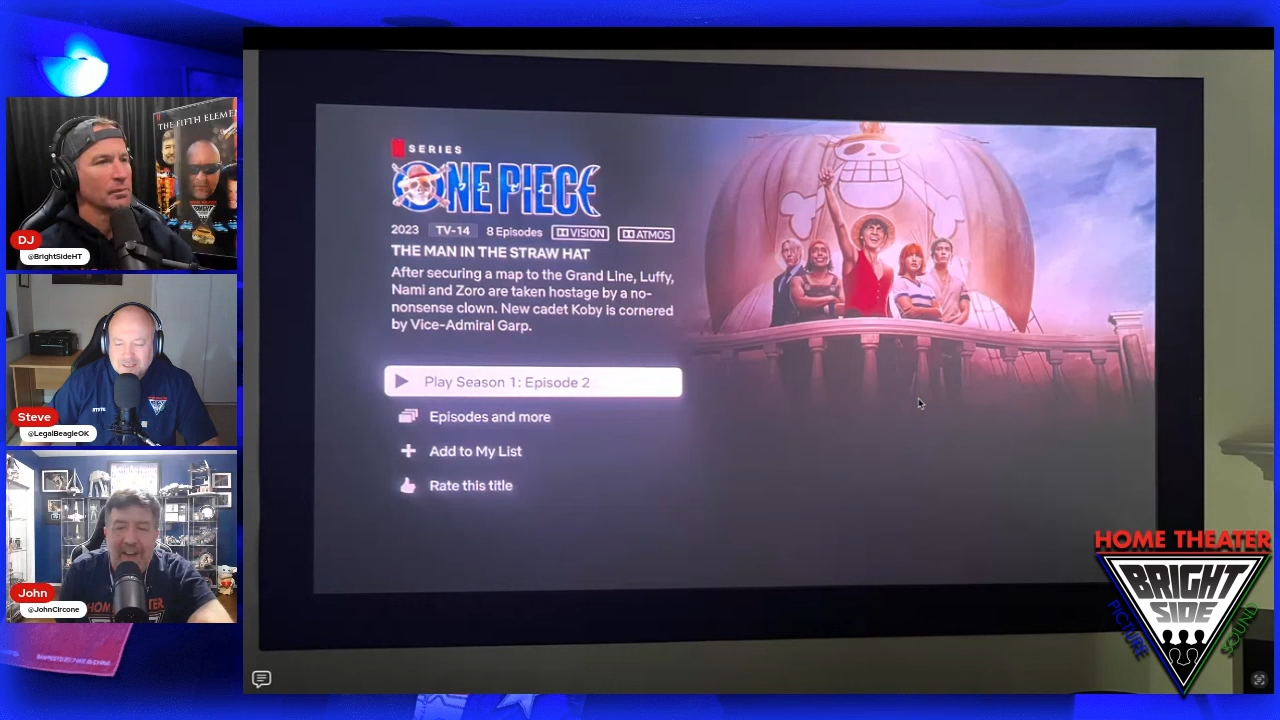 THE FIFTH ELEMEN
DJ
@BrightSideHT
Steve
@LegalBeagleOK
John
@JohnCircone
SERIES
ONE PIECE
2023 TV-14 8 Episodes VISION ATMOS
THE MAN IN THE STRAW HAT
After securing a map to the Grand Line, Luffy,
Nami and Zoro are taken hostage by a no-
nonsense clown. New cadet Koby is cornered
by Vice-Admiral Garp.
Play Season 1: Episode 2
Episodes and more
Add to My List
Rate this title
HOME THEATER
BRIGHT
SIDE
PICTURE
SOUND